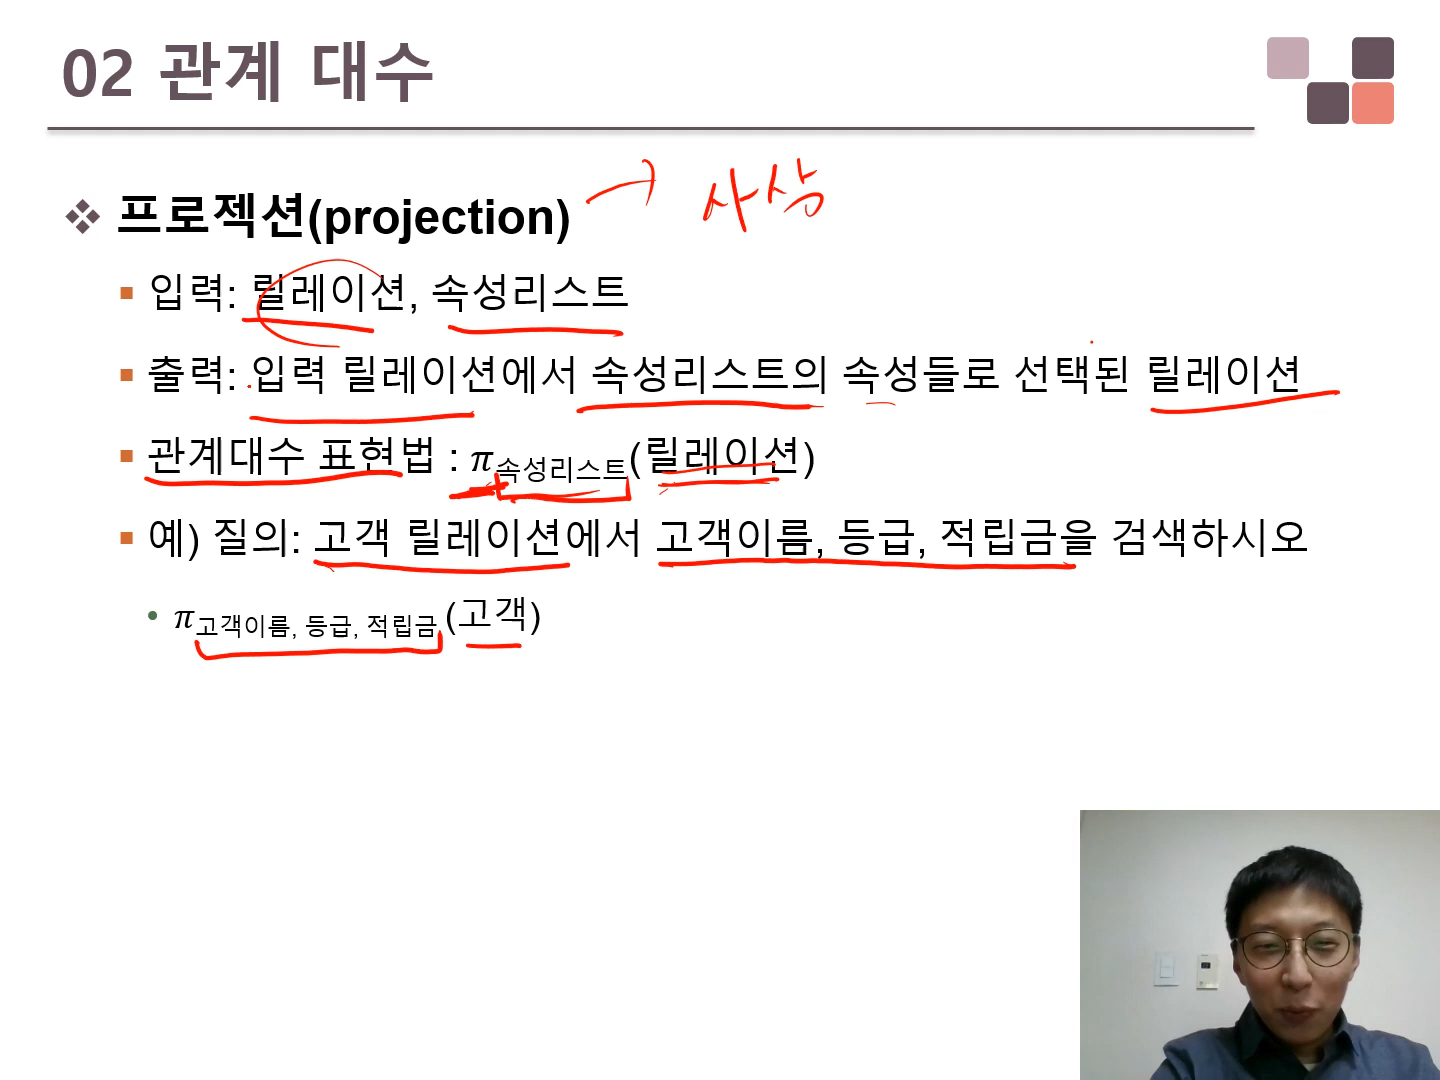 02 관계 대수
프로젝션(projection) → 사상
입력: 릴레이션, 속성리스트
출력: 입력 릴레이션에서 속성리스트의 속성들로 선택된 릴레이션
관계대수 표현법 : π속성리스트(릴레이션)
예) 질의: 고객 릴레이션에서 고객이름, 등급, 적립금을 검색하시오
π고객이름, 등급, 적립금(고객)